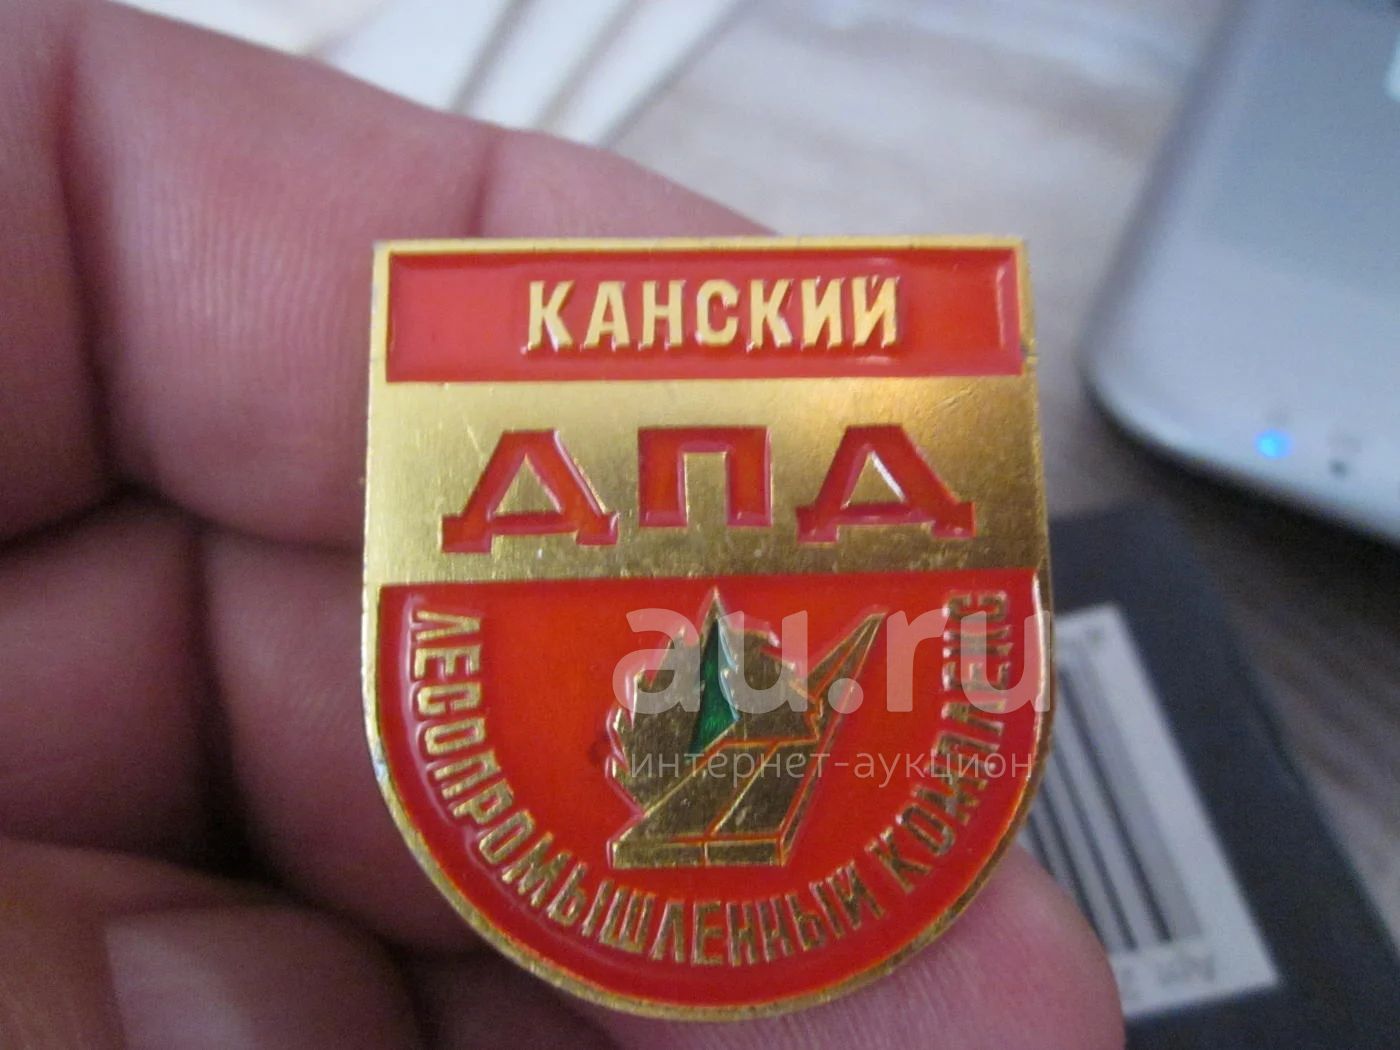 КАНСКИЙ
ДПД
ЛЕСОПРОМЫШЛЕННЫЙ КОМПЛЕКС
au.ru
интернет-аукцион